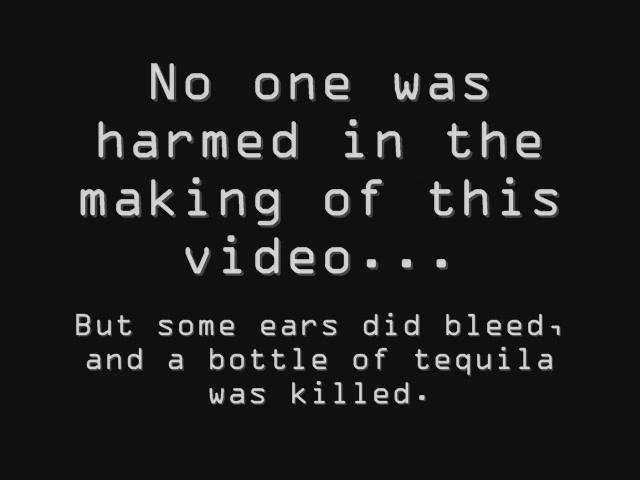 No one was
harmed in the
making of this
video...
But some ears did bleed,
and a bottle of tequila
was killed.